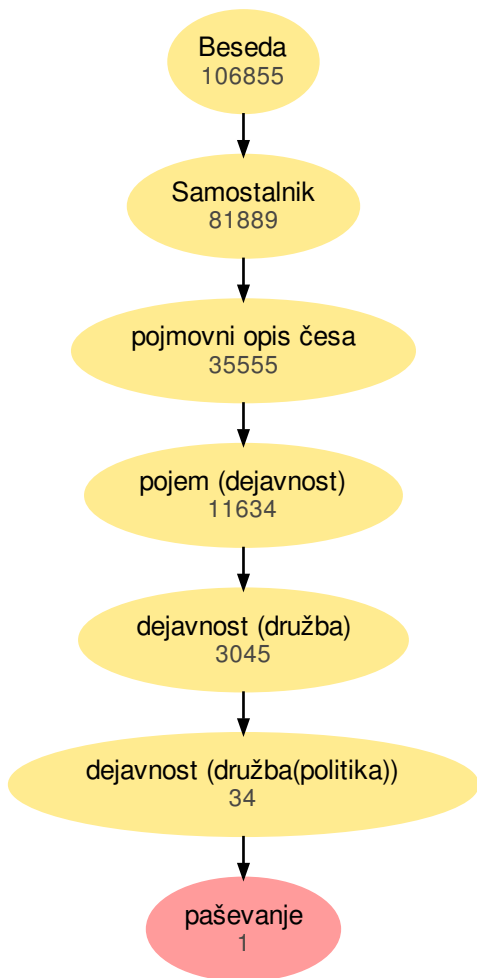 Beseda
106855
Samostalnik
81889
pojmovni opis česa
35555
pojem (dejavnost)
11634
dejavnost (družba)
3045
dejavnost (družba(politika))
34
paševanje
1